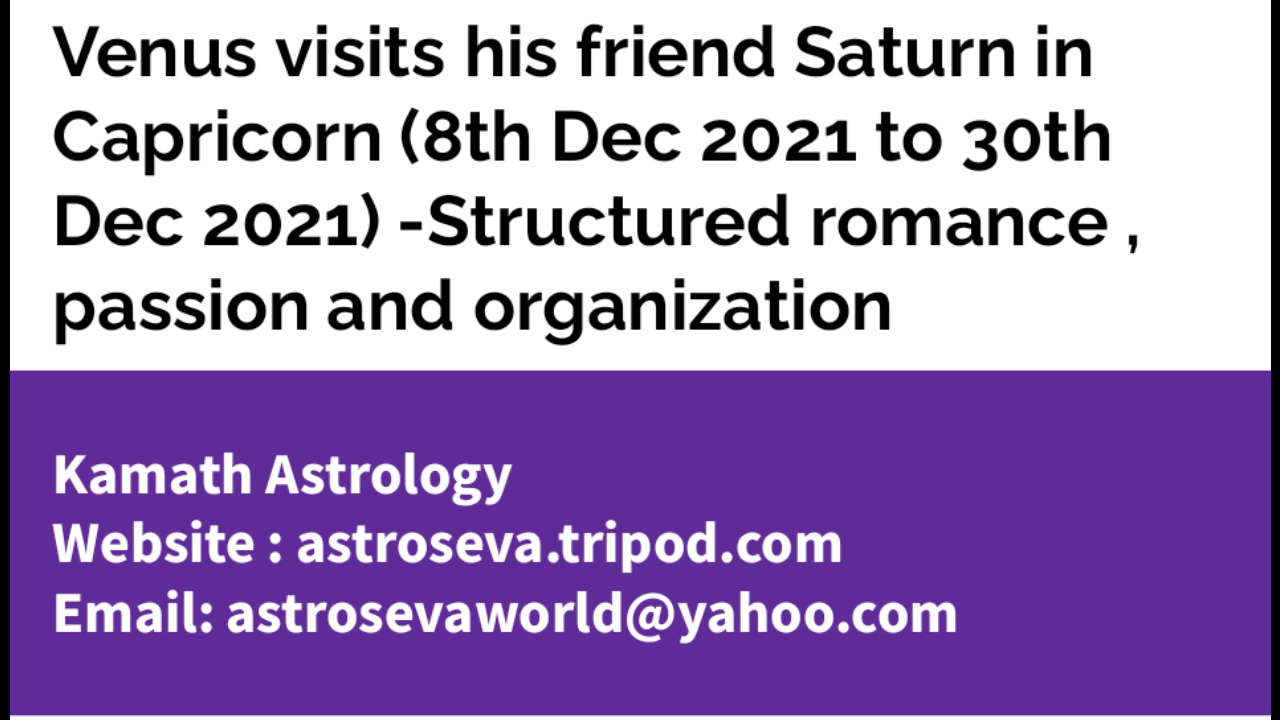 Venus visits his friend Saturn in
Capricorn (8th Dec 2021 to 30th
Dec 2021) -Structured romance ,
passion and organization
Kamath Astrology
Website : astroseva.tripod.com
Email: astrosevaworld@yahoo.com